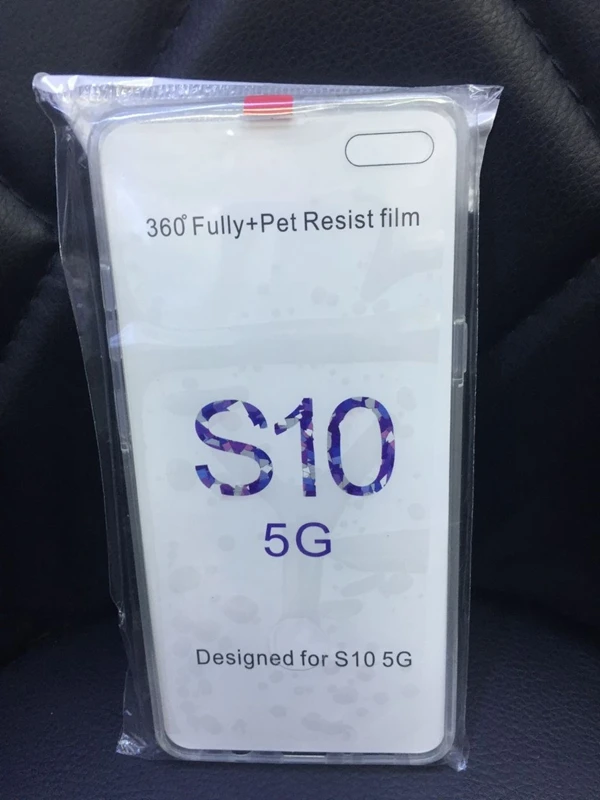 360° Fully+Pet Resist film
S10
5G
Designed for S10 5G